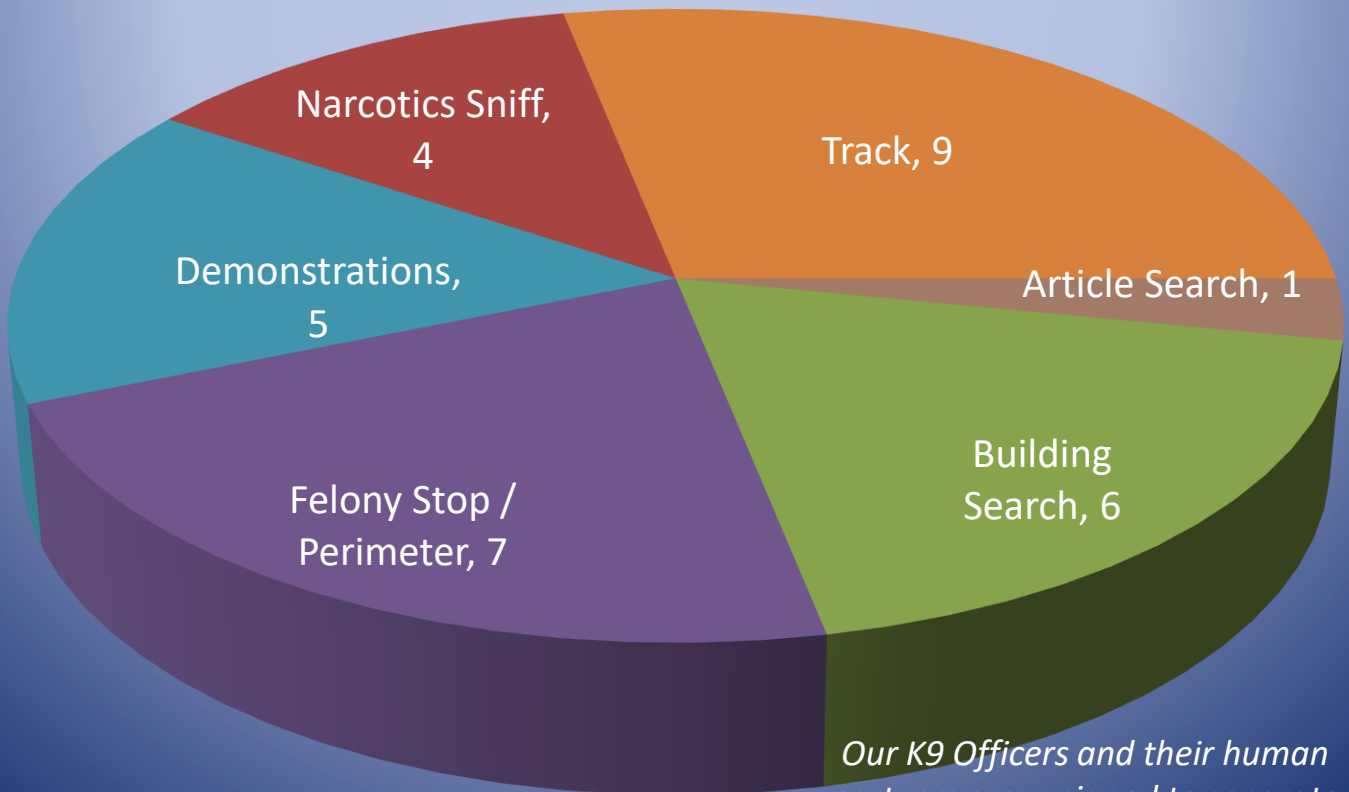 Narcotics Sniff,
4
Track, 9
Demonstrations,
5
Article Search, 1
Building
Search, 6
Felony Stop /
Perimeter, 7
Our K9 Officers and their human